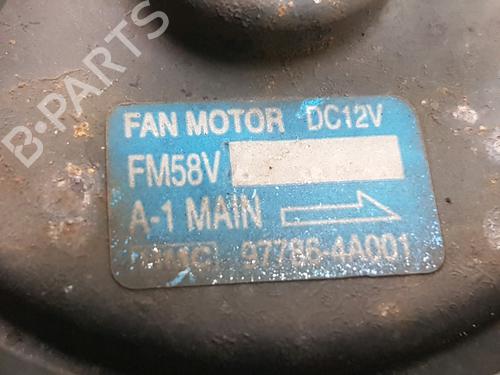 B-PARTS
FAN MOTOR DC12V
FM58V
A-1 MAIN
97786-4A001